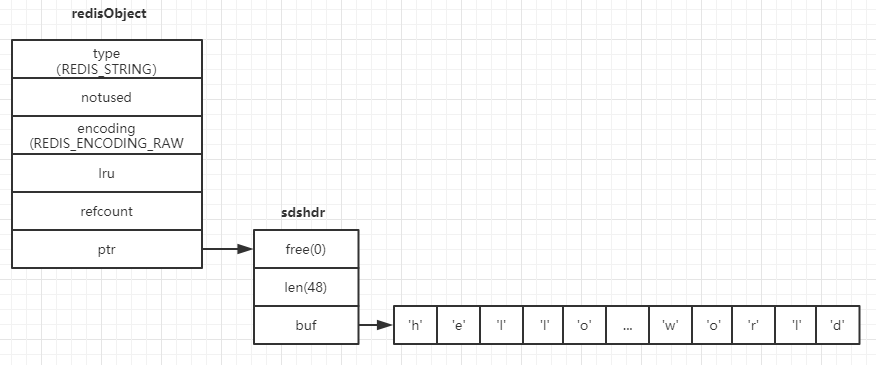 redisObject
type
(REDIS_STRING)
notused
encoding
(REDIS_ENCODING_RAW
lru
refcount
ptr
sdshdr
free(0)
len(48)
buf
'h' 'e' 'l' 'l' 'o' ... 'w' 'o' 'r' 'l' 'd'